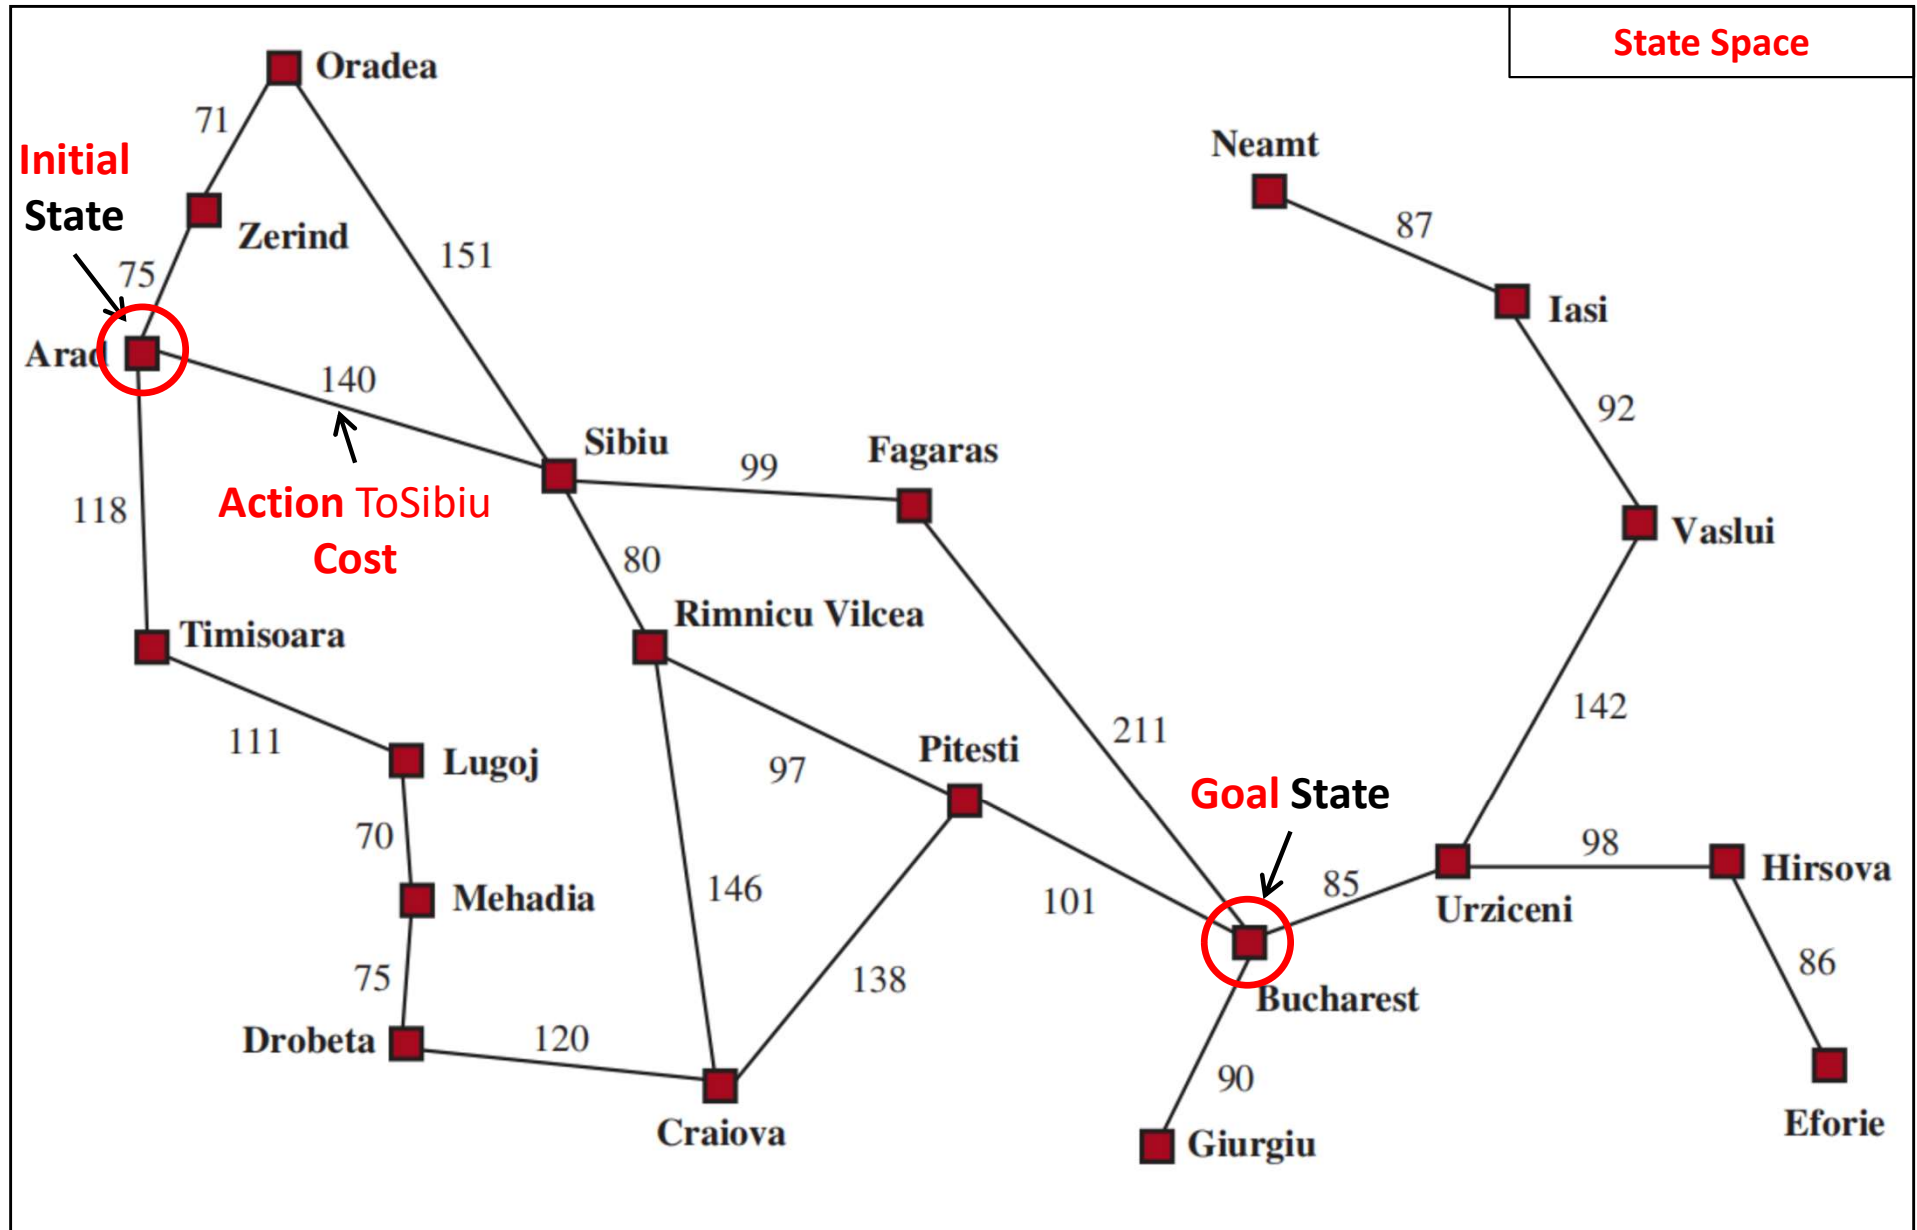 State Space
Oradea
71
Initial
State
Neamt
87
Zerind
151
75
Iasi
Arad
140
92
Sibiu
Fagaras
99
118
Action ToSibiu
Cost
Vaslui
80
Rimnicu Vilcea
Timisoara
142
211
111
Pitesti
Lugoj
97
Goal State
70
98
Hirsova
85
Mehadia
146
101
Urziceni
75
138
86
Bucharest
Drobeta
120
90
Craiova
Giurgiu
Eforie